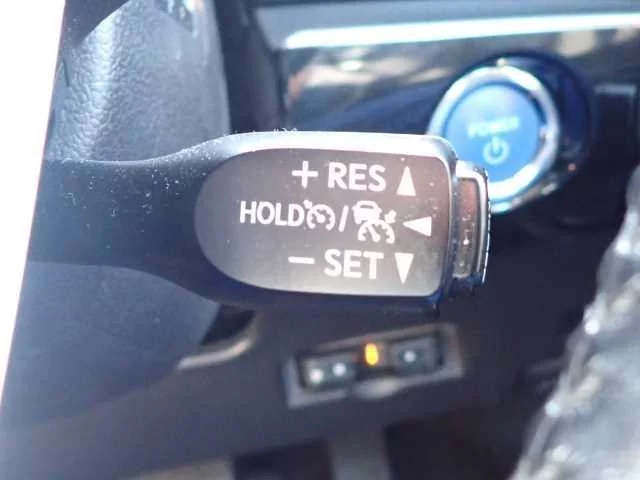 + RES
HOLD /
- SET
POWER